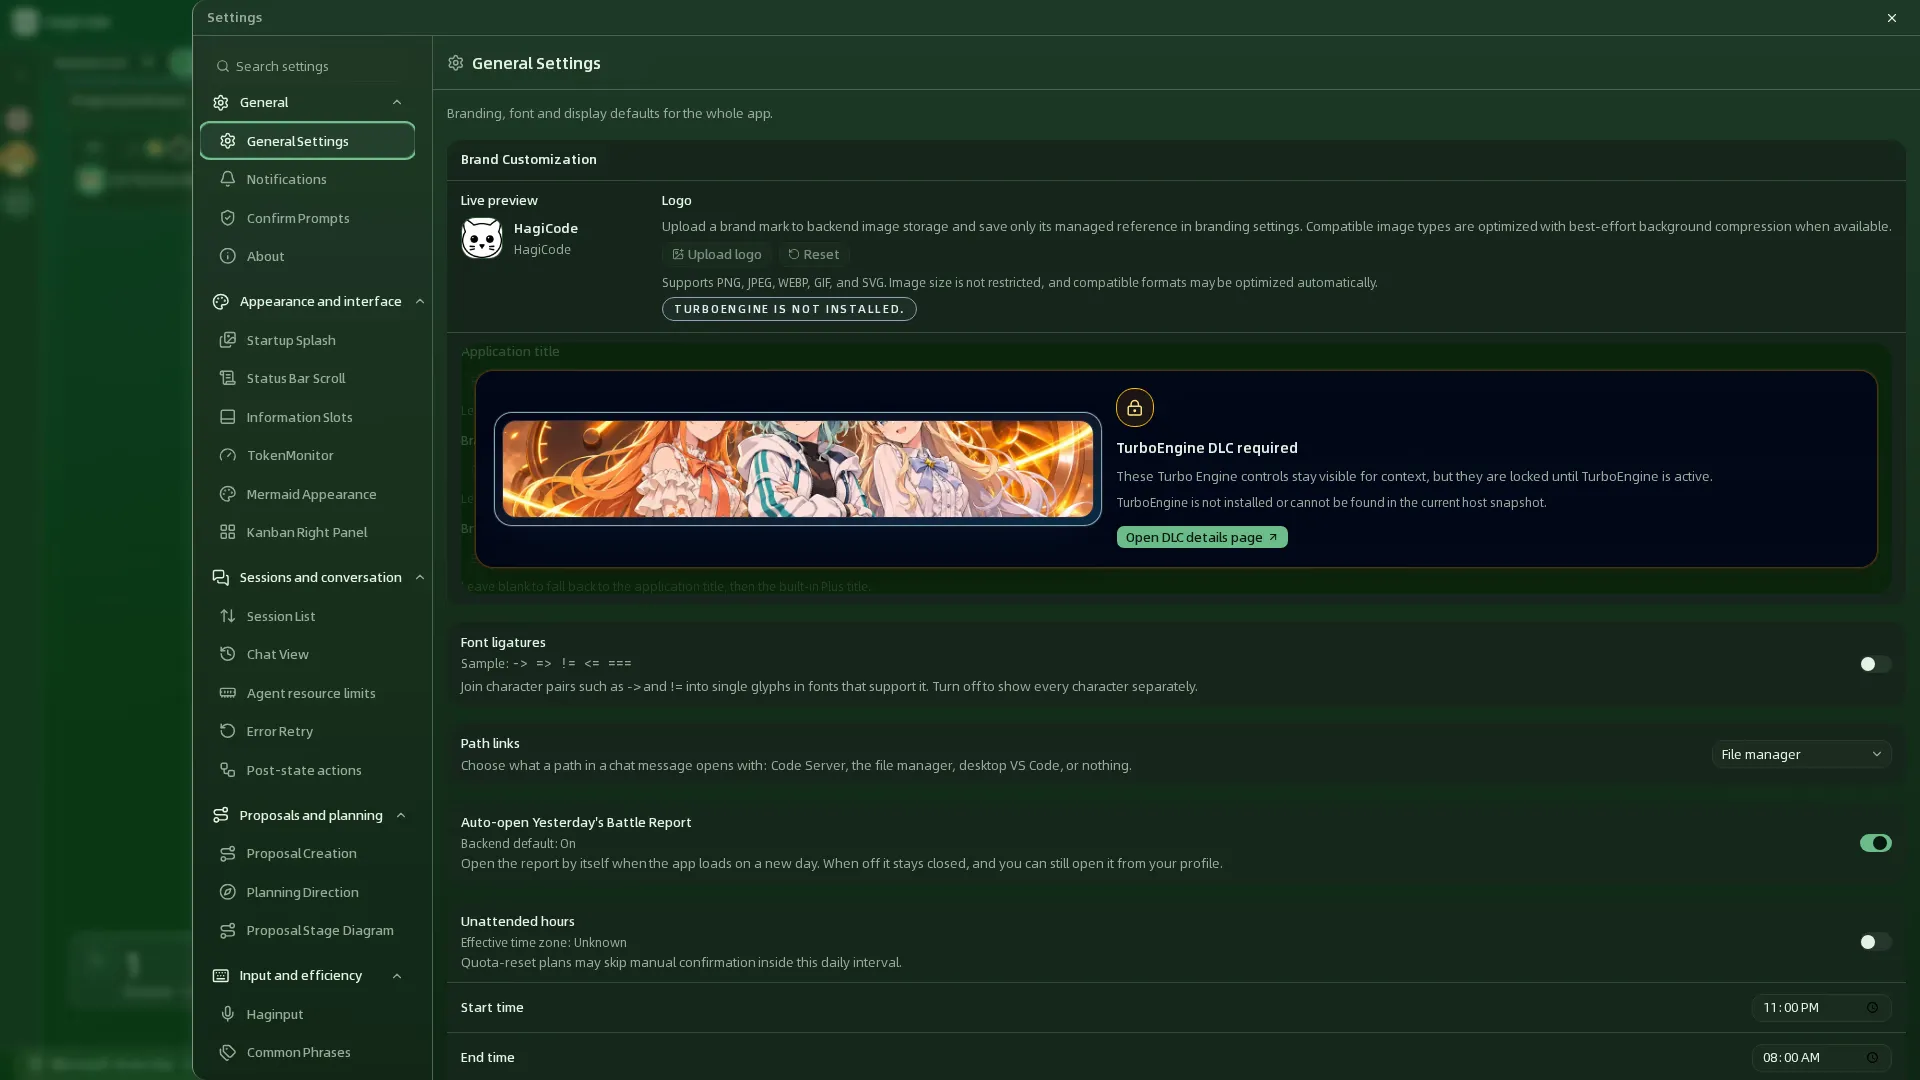 Settings
Search settings
General
General Settings
Notifications
Confirm Prompts
About
Appearance and interface
Startup Splash
Status Bar Scroll
Information Slots
TokenMonitor
Mermaid Appearance
Kanban Right Panel
Sessions and conversation
Session List
Chat View
Agent resource limits
Error Retry
Post-state actions
Proposals and planning
Proposal Creation
Planning Direction
Proposal Stage Diagram
Input and efficiency
Haginput
Common Phrases
General Settings
Branding, font and display defaults for the whole app.
Brand Customization
Live preview
HagiCode
HagiCode
Logo
Upload a brand mark to backend image storage and save only its managed reference in branding settings. Compatible image types are optimized with best-effort background compression when available.
Upload logo
Reset
Supports PNG, JPEG, WEBP, GIF, and SVG. Image size is not restricted, and compatible formats may be optimized automatically.
TURBOENGINE IS NOT INSTALLED.
Application title
TurboEngine DLC required
These Turbo Engine controls stay visible for context, but they are locked until TurboEngine is active.
TurboEngine is not installed or cannot be found in the current host snapshot.
Open DLC details page
Leave blank to fall back to the application title, then the built-in Plus title.
Font ligatures
Sample: -> => != <= ===
Join character pairs such as -> and != into single glyphs in fonts that support it. Turn off to show every character separately.
Path links
Choose what a path in a chat message opens with: Code Server, the file manager, desktop VS Code, or nothing.
File manager
Auto-open Yesterday's Battle Report
Backend default: On
Open the report by itself when the app loads on a new day. When off it stays closed, and you can still open it from your profile.
Unattended hours
Effective time zone: Unknown
Quota-reset plans may skip manual confirmation inside this daily interval.
Start time
11:00 PM
End time
08:00 AM